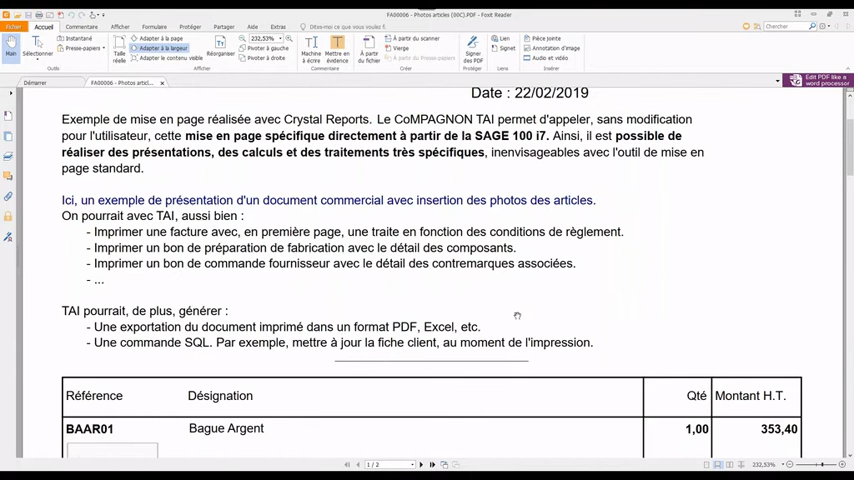 FA00006 - Photos articles (00C).PDF - Foxit Reader
Fichier Accueil Commentaire Affichage Formulaire Protéger Partager Aide Extras Dites-moi ce que vous voulez f
Rechercher
Main
Sélectionner
Instantané
Presse-papiers
Outils
Taille réelle
Adapter à la page
Adapter à la largeur
Adapter le contenu visible
Réorganiser
232,53%
Pivoter à gauche
Pivoter à droite
Afficher
Machine à écrire
Mettre en évidence
Commentaire
À partir du fichier
À partir du scanner
Vierge
À partir du Presse-papiers
Créer
Signer des PDF
Protéger
Lien
Signet
Liens
Pièce jointe
Annotation d'image
Audio et vidéo
Insérer
Démarrer
FA00006 - Photos articl...
Edit PDF like a word processor
Date : 22/02/2019
Exemple de mise en page réalisée avec Crystal Reports. Le CoMPAGNON TAI permet d'appeler, sans modification
pour l'utilisateur, cette mise en page spécifique directement à partir de la SAGE 100 i7. Ainsi, il est possible de
réaliser des présentations, des calculs et des traitements très spécifiques, inenvisageables avec l'outil de mise en
page standard.
Ici, un exemple de présentation d'un document commercial avec insertion des photos des articles.
On pourrait avec TAI, aussi bien :
- Imprimer une facture avec, en première page, une traite en fonction des conditions de règlement.
- Imprimer un bon de préparation de fabrication avec le détail des composants.
- Imprimer un bon de commande fournisseur avec le détail des contremarques associées.
- ...
TAI pourrait, de plus, générer :
- Une exportation du document imprimé dans un format PDF, Excel, etc.
- Une commande SQL. Par exemple, mettre à jour la fiche client, au moment de l'impression.
Référence Désignation Qté Montant H.T.
BAAR01 Bague Argent 1,00 353,40
1 / 2
232,53%